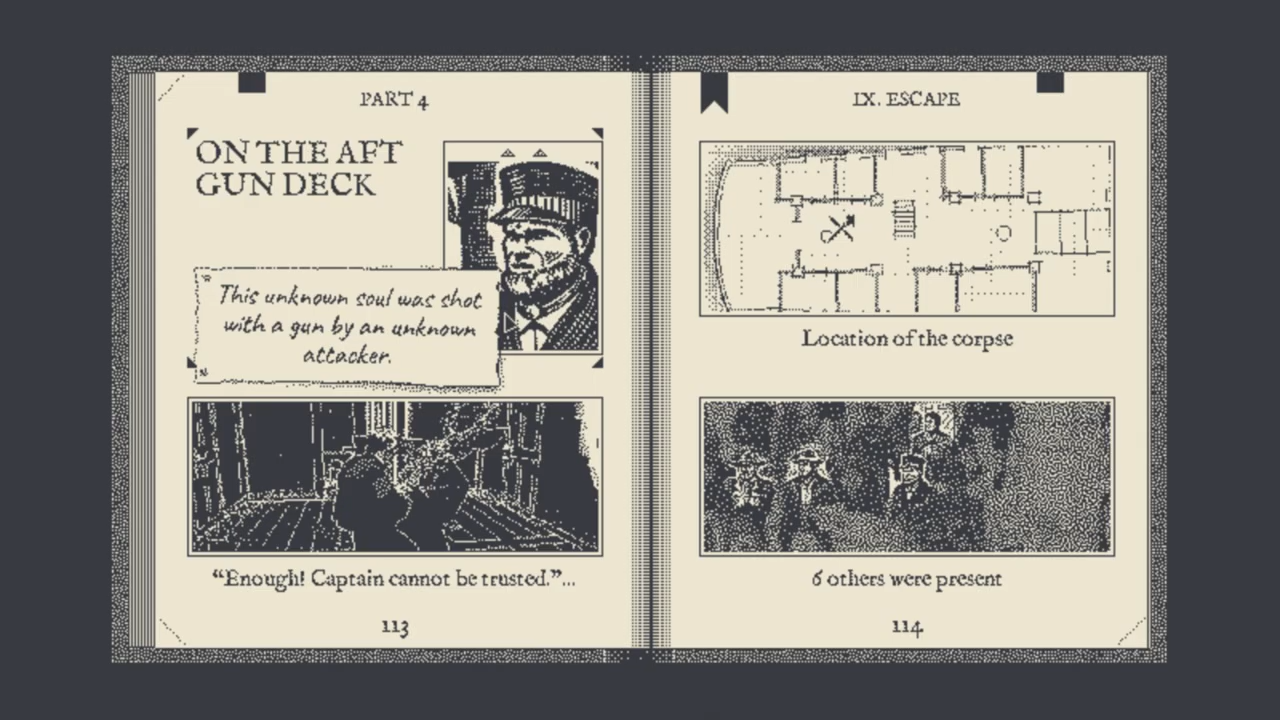 PART 4
ON THE AFT
GUN DECK
This unknown soul was shot
with a gun by an unknown
attacker.
“Enough! Captain cannot be trusted.”...
113
IX. ESCAPE
Location of the corpse
6 others were present
114